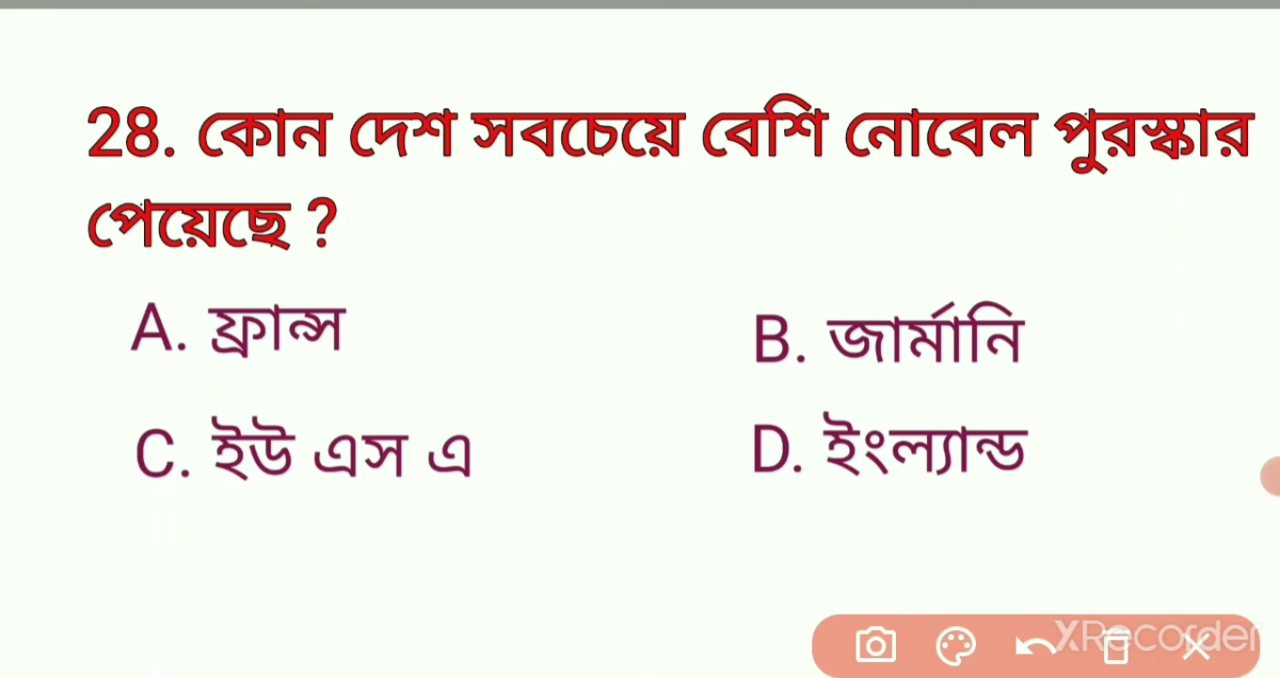 28. কোন দেশ সবচেয়ে বেশি নোবেল পুরস্কার
পেয়েছে ?
A. ফ্রান্স
B. জার্মানি
C. ইউ এস এ
D. ইংল্যান্ড
XRecorder